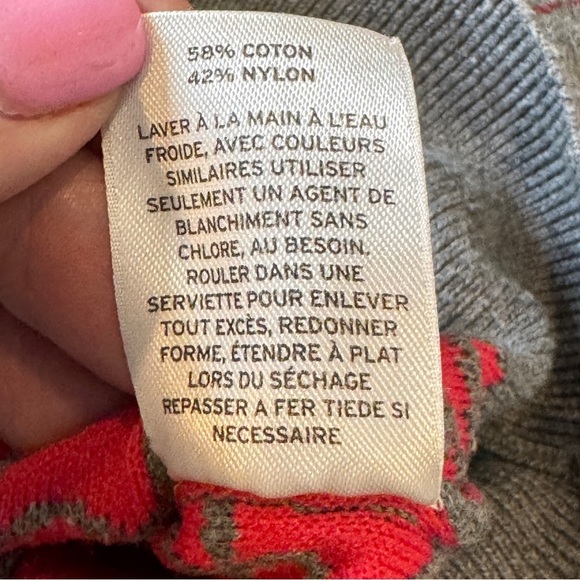 58% COTON
42% NYLON
LAVER À LA MAIN À L'EAU
FROIDE, AVEC COULEURS
SIMILAIRES UTILISER
SEULEMENT UN AGENT DE
BLANCHIMENT SANS
CHLORE, AU BESOIN.
ROULER DANS UNE
SERVIETTE POUR ENLEVER
TOUT EXCÈS, REDONNER
FORME, ÉTENDRE À PLAT
LORS DU SÉCHAGE
REPASSER A FER TIEDE SI
NECESSAIRE